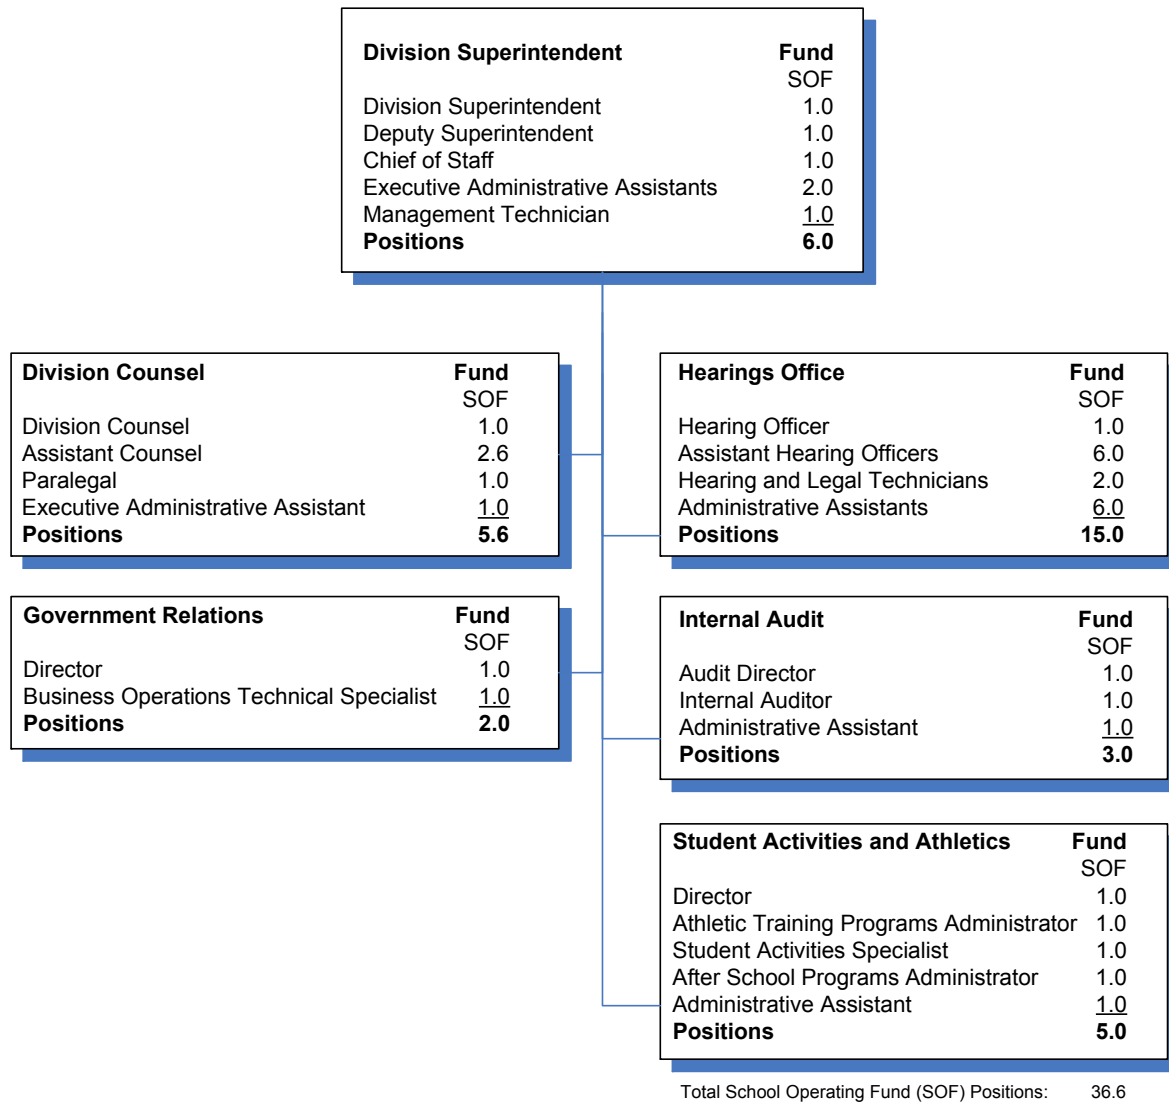 Division Superintendent Fund
SOF
Division Superintendent 1.0
Deputy Superintendent 1.0
Chief of Staff 1.0
Executive Administrative Assistants 2.0
Management Technician 1.0
Positions 6.0
Division Counsel Fund
SOF
Division Counsel 1.0
Assistant Counsel 2.6
Paralegal 1.0
Executive Administrative Assistant 1.0
Positions 5.6
Hearings Office Fund
SOF
Hearing Officer 1.0
Assistant Hearing Officers 6.0
Hearing and Legal Technicians 2.0
Administrative Assistants 6.0
Positions 15.0
Government Relations Fund
SOF
Director 1.0
Business Operations Technical Specialist 1.0
Positions 2.0
Internal Audit Fund
SOF
Audit Director 1.0
Internal Auditor 1.0
Administrative Assistant 1.0
Positions 3.0
Student Activities and Athletics Fund
SOF
Director 1.0
Athletic Training Programs Administrator 1.0
Student Activities Specialist 1.0
After School Programs Administrator 1.0
Administrative Assistant 1.0
Positions 5.0
Total School Operating Fund (SOF) Positions: 36.6